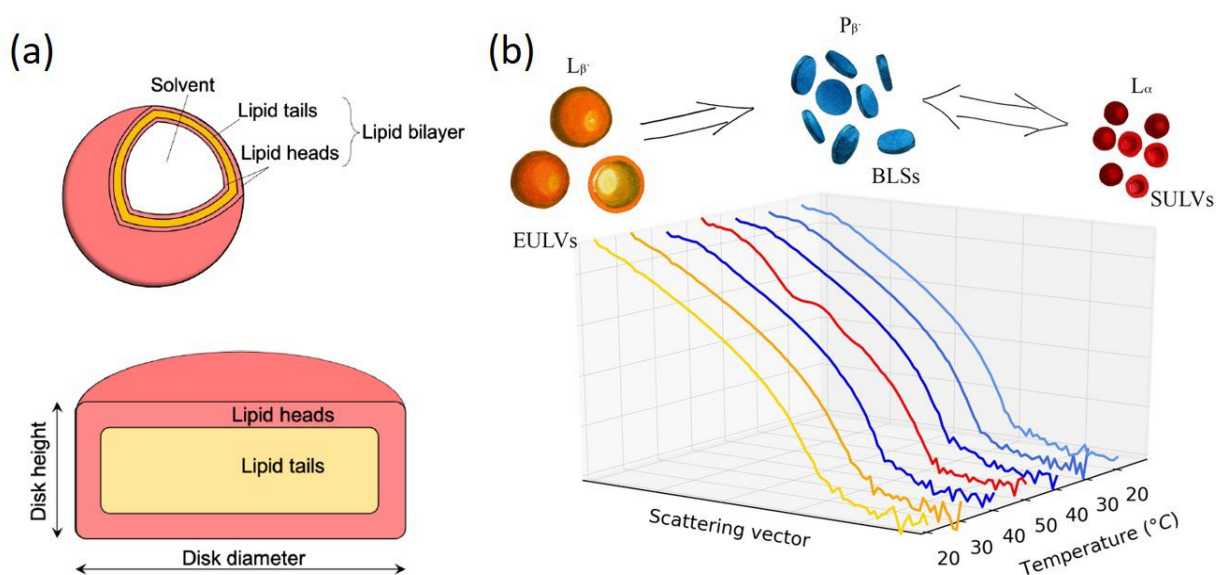 (a)
Solvent
Lipid tails
Lipid heads
Lipid bilayer
Lipid heads
Lipid tails
Disk height
Disk diameter
(b)
Lβ'
Pβ'
Lα
EULVs
BLSs
SULVs
Scattering vector
20 30 40 50 40 30 20
Temperature (°C)